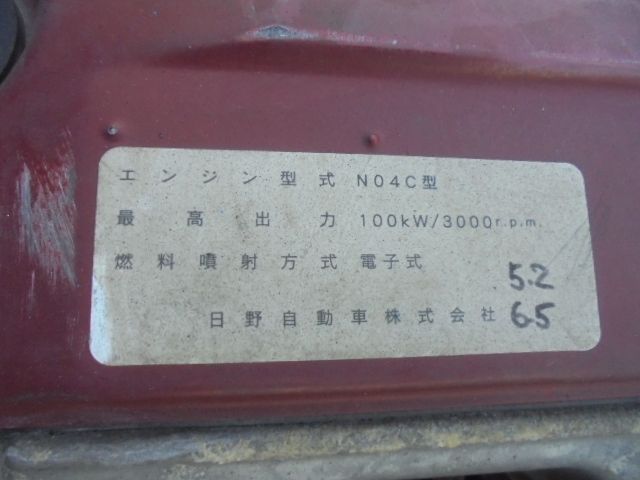 エンジン型式 N04C型
最高出力 100kW/3000r.p.m.
燃料噴射方式 電子式
5.2
日野自動車株式会社 6.5